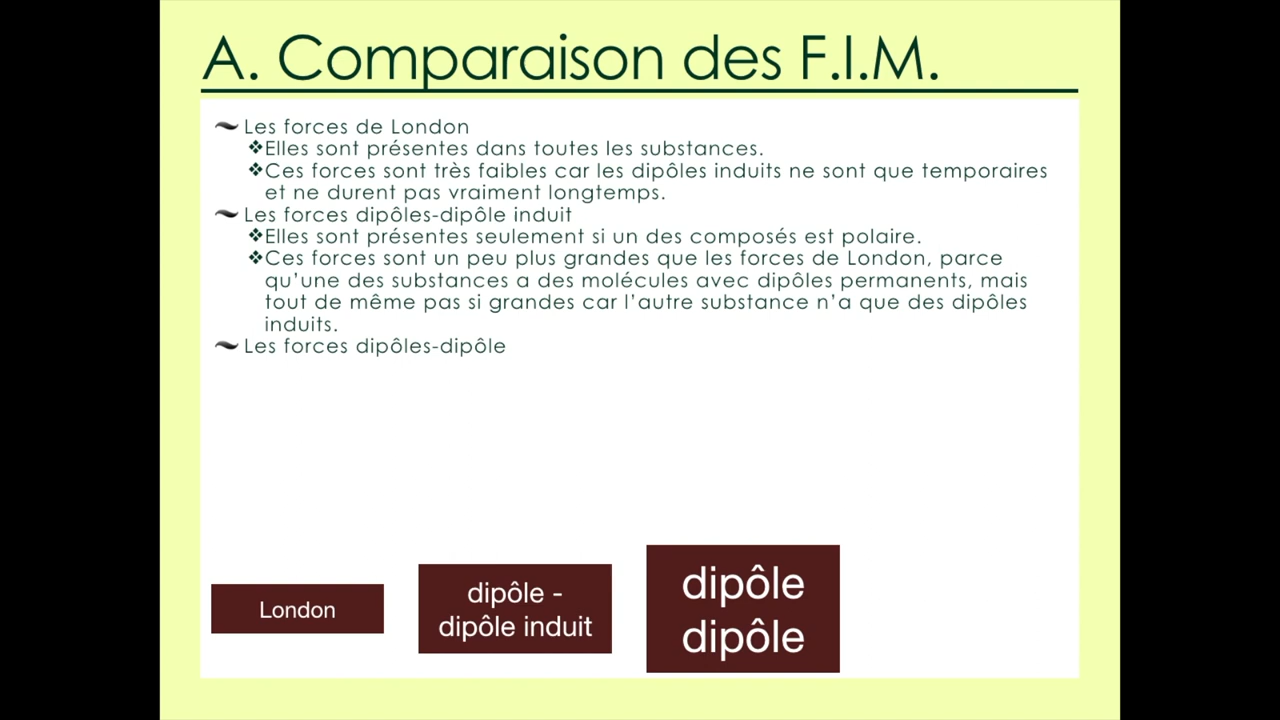 A. Comparaison des F.I.M.
Les forces de London
Elles sont présentes dans toutes les substances.
Ces forces sont très faibles car les dipôles induits ne sont que temporaires
et ne durent pas vraiment longtemps.
Les forces dipôles-dipôle induit
Elles sont présentes seulement si un des composés est polaire.
Ces forces sont un peu plus grandes que les forces de London, parce
qu’une des substances a des molécules avec dipôles permanents, mais
tout de même pas si grandes car l’autre substance n’a que des dipôles
induits.
Les forces dipôles-dipôle
London
dipôle -
dipôle induit
dipôle
dipôle